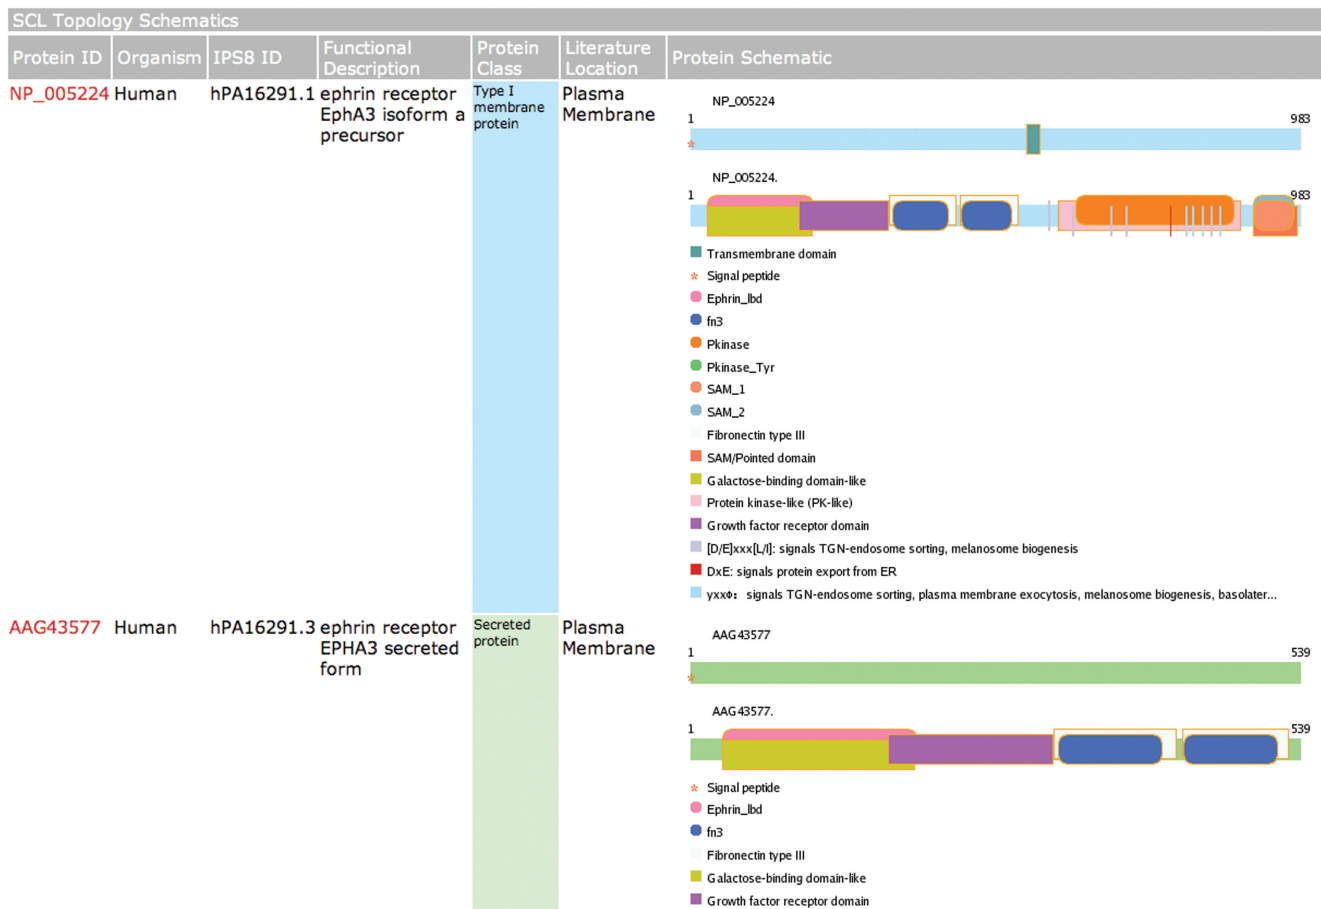 SCL Topology Schematics
Protein ID
Organism
IPS8 ID
Functional
Description
Protein
Class
Literature
Location
Protein Schematic
NP_005224
Human
hPA16291.1
ephrin receptor
EphA3 isoform a
precursor
Type I
membrane
protein
Plasma
Membrane
NP_005224
1
983
*
NP_005224.
1
983
Transmembrane domain
* Signal peptide
Ephrin_lbd
fn3
Pkinase
Pkinase_Tyr
SAM_1
SAM_2
Fibronectin type III
SAM/Pointed domain
Galactose-binding domain-like
Protein kinase-like (PK-like)
Growth factor receptor domain
[D/E]xxx[L/I]: signals TGN-endosome sorting, melanosome biogenesis
DxE: signals protein export from ER
yxxΦ: signals TGN-endosome sorting, plasma membrane exocytosis, melanosome biogenesis, basolater...
AAG43577
Human
hPA16291.3
ephrin receptor
EPHA3 secreted
form
Secreted
protein
Plasma
Membrane
AAG43577
1
539
*
AAG43577.
1
539
* Signal peptide
Ephrin_lbd
fn3
Fibronectin type III
Galactose-binding domain-like
Growth factor receptor domain